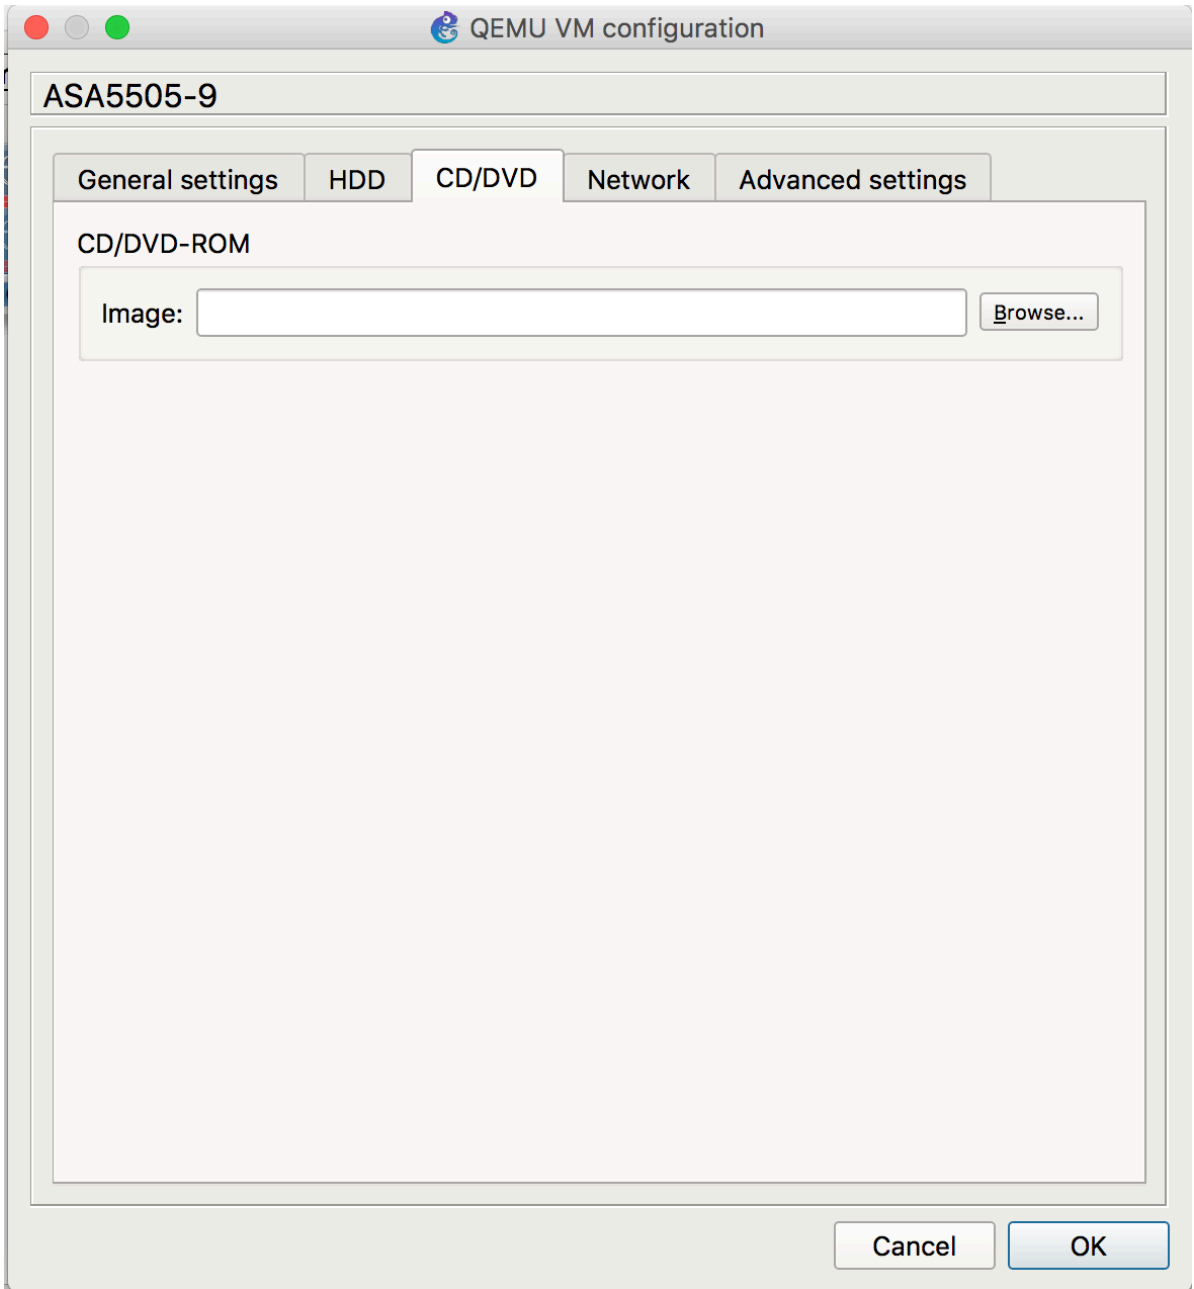 QEMU VM configuration
ASA5505-9
General settings HDD CD/DVD Network Advanced settings
CD/DVD-ROM
Image: Browse...
Cancel OK